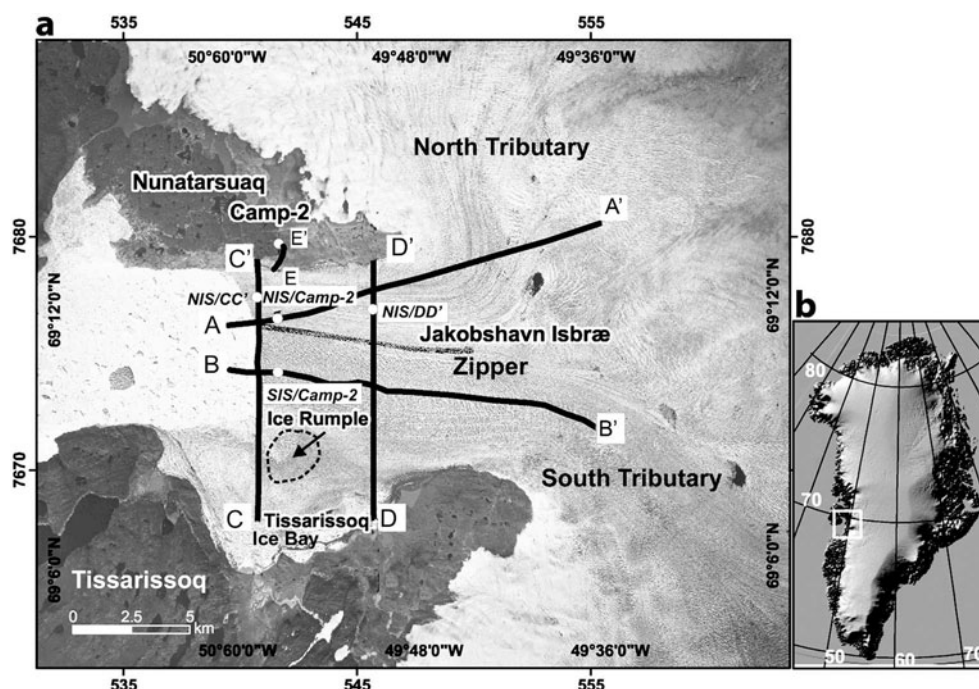 a
535
545
555
50°60'0"W
49°48'0"W
49°36'0"W
North Tributary
Nunatarsuaq
Camp-2
A'
7680
E'
7680
C'
D'
E
NIS/CC'
NIS/Camp-2
NIS/DD'
69°12'0"N
69°12'0"N
A
Jakobshavn Isbræ
B
Zipper
b
SIS/Camp-2
Ice Rumple
80
B'
7670
South Tributary
C
Tissarissoq
D
Ice Bay
70
69°6'0"N
69°6'0"N
Tissarissoq
0 2.5 5
km
50°60'0"W
49°48'0"W
49°36'0"W
50
60
70
535
545
555